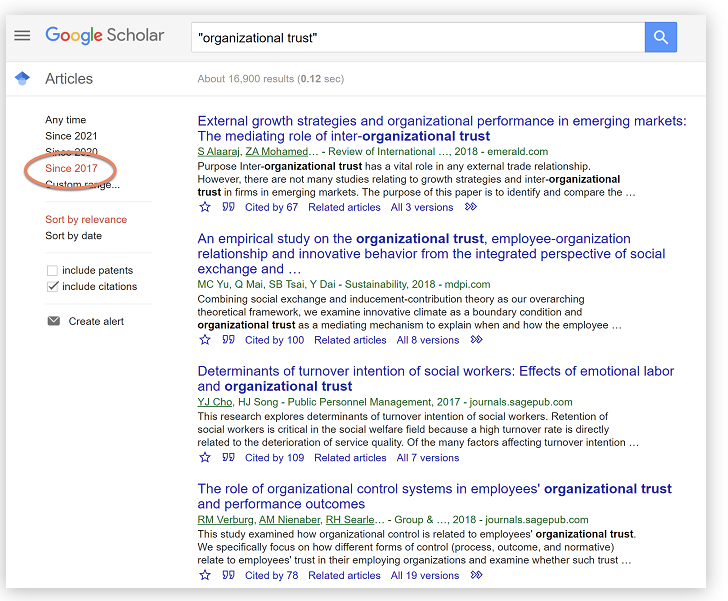 Google Scholar
"organizational trust"
Articles
About 16,900 results (0.12 sec)
Any time
Since 2021
Since 2020
Since 2017
Custom range...
Sort by relevance
Sort by date
include patents
include citations
Create alert
External growth strategies and organizational performance in emerging markets:
The mediating role of inter-organizational trust
S Alaaraj, ZA Mohamed… - Review of International …, 2018 - emerald.com
Purpose Inter-organizational trust has a vital role in any external trade relationship.
However, there are not many studies relating to growth strategies and inter-organizational
trust in firms in emerging markets. The purpose of this paper is to identify and compare the …
Cited by 67 Related articles All 3 versions
An empirical study on the organizational trust, employee-organization
relationship and innovative behavior from the integrated perspective of social
exchange and …
MC Yu, Q Mai, SB Tsai, Y Dai - Sustainability, 2018 - mdpi.com
Combining social exchange and inducement-contribution theory as our overarching
theoretical framework, we examine innovative climate as a boundary condition and
organizational trust as a mediating mechanism to explain when and how the employee …
Cited by 100 Related articles All 8 versions
Determinants of turnover intention of social workers: Effects of emotional labor
and organizational trust
YJ Cho, HJ Song - Public Personnel Management, 2017 - journals.sagepub.com
This research explores determinants of turnover intention of social workers. Retention of
social workers is critical in the social welfare field because a high turnover rate is directly
related to the deterioration of service quality. Of the many factors affecting turnover intention …
Cited by 109 Related articles All 7 versions
The role of organizational control systems in employees' organizational trust
and performance outcomes
RM Verburg, AM Nienaber, RH Searle… - Group & …, 2018 - journals.sagepub.com
This study examined how organizational control is related to employees' organizational trust.
We specifically focus on how different forms of control (process, outcome, and normative)
relate to employees' trust in their employing organizations and examine whether such trust …
Cited by 78 Related articles All 19 versions